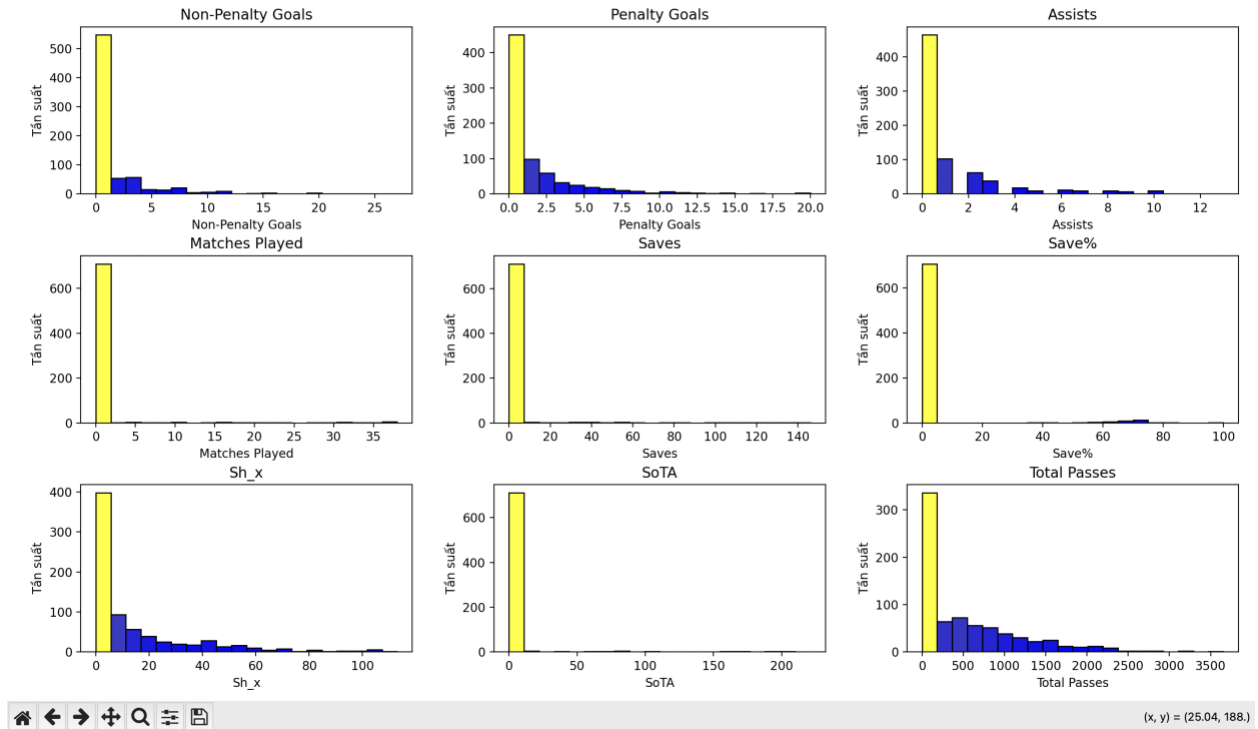 Non-Penalty Goals
Tần suất
500
400
300
200
100
0
0 5 10 15 20 25
Non-Penalty Goals
Penalty Goals
Tần suất
400
300
200
100
0
0.0 2.5 5.0 7.5 10.0 12.5 15.0 17.5 20.0
Penalty Goals
Assists
Tần suất
400
300
200
100
0
0 2 4 6 8 10 12
Assists
Matches Played
Tần suất
600
400
200
0
0 5 10 15 20 25 30 35
Matches Played
Saves
Tần suất
600
400
200
0
0 20 40 60 80 100 120 140
Saves
Save%
Tần suất
600
400
200
0
0 20 40 60 80 100
Save%
Sh_x
Tần suất
400
300
200
100
0
0 20 40 60 80 100
Sh_x
SoTA
Tần suất
600
400
200
0
0 50 100 150 200
SoTA
Total Passes
Tần suất
300
200
100
0
0 500 1000 1500 2000 2500 3000 3500
Total Passes
(x, y) = (25.04, 188.)